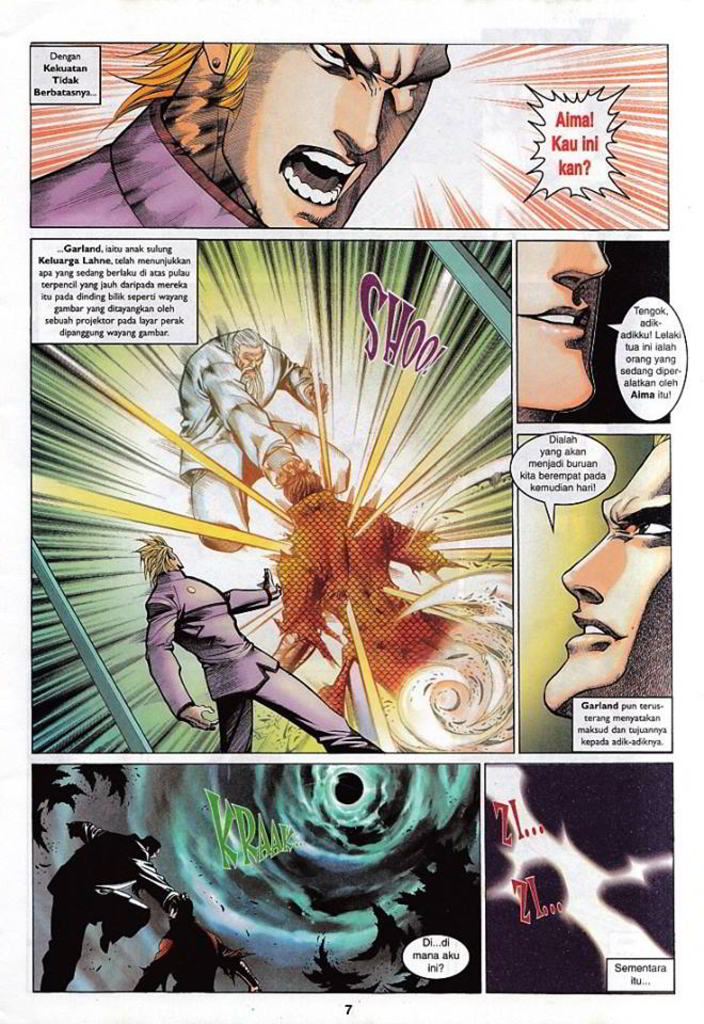 Dengan
Kekuatan
Tidak
Berbatasnya...
Aima!
Kau ini
kan?
...Garland, iaitu anak sulung
Keluarga Lahne, telah menunjukkan
apa yang sedang berlaku di atas pulau
terpencil yang jauh daripada mereka
itu pada dinding bilik seperti wayang
gambar yang ditayangkan oleh
sebuah projektor pada layar perak
dipanggung wayang gambar.
SHOO!
Tengok,
adik-
adikku! Lelaki
tua ini ialah
orang yang
sedang diper-
alatkan oleh
Aima itu!
Dialah
yang akan
menjadi buruan
kita berempat pada
kemudian hari!
Garland pun terus-
terang menyatakan
maksud dan tujuannya
kepada adik-adiknya.
KRAAK...
Di...di
mana aku
ini?
ZI...
ZI...
Sementara
itu...
7